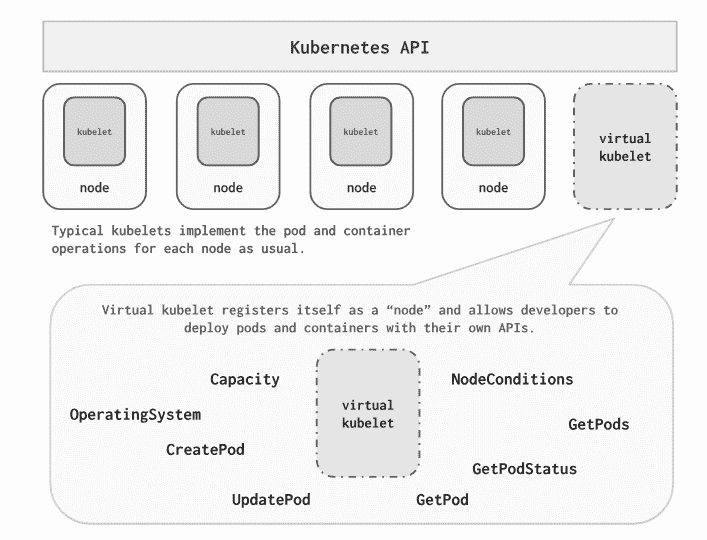 Kubernetes API
kubelet
node
kubelet
node
kubelet
node
kubelet
node
virtual
kubelet
Typical kubelets implement the pod and container
operations for each node as usual.
Virtual kubelet registers itself as a “node” and allows developers to
deploy pods and containers with their own APIs.
Capacity
OperatingSystem
CreatePod
UpdatePod
virtual
kubelet
NodeConditions
GetPods
GetPodStatus
GetPod